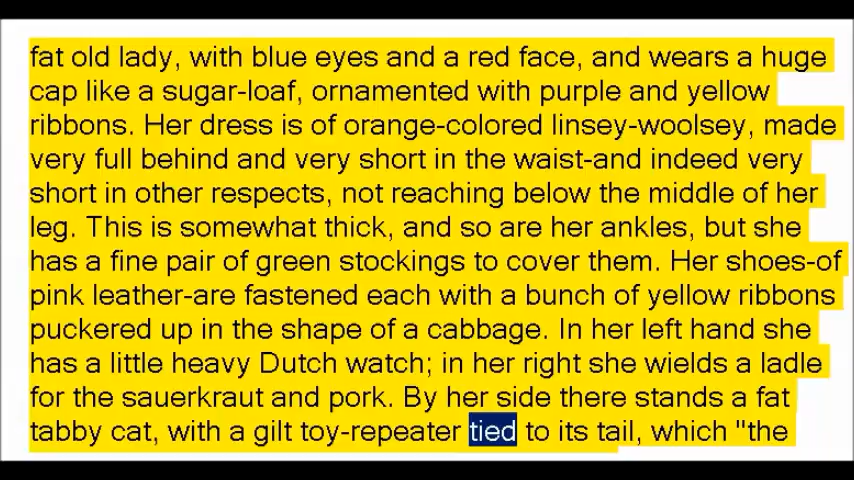 fat old lady, with blue eyes and a red face, and wears a huge
cap like a sugar-loaf, ornamented with purple and yellow
ribbons. Her dress is of orange-colored linsey-woolsey, made
very full behind and very short in the waist-and indeed very
short in other respects, not reaching below the middle of her
leg. This is somewhat thick, and so are her ankles, but she
has a fine pair of green stockings to cover them. Her shoes-of
pink leather-are fastened each with a bunch of yellow ribbons
puckered up in the shape of a cabbage. In her left hand she
has a little heavy Dutch watch; in her right she wields a ladle
for the sauerkraut and pork. By her side there stands a fat
tabby cat, with a gilt toy-repeater tied to its tail, which "the